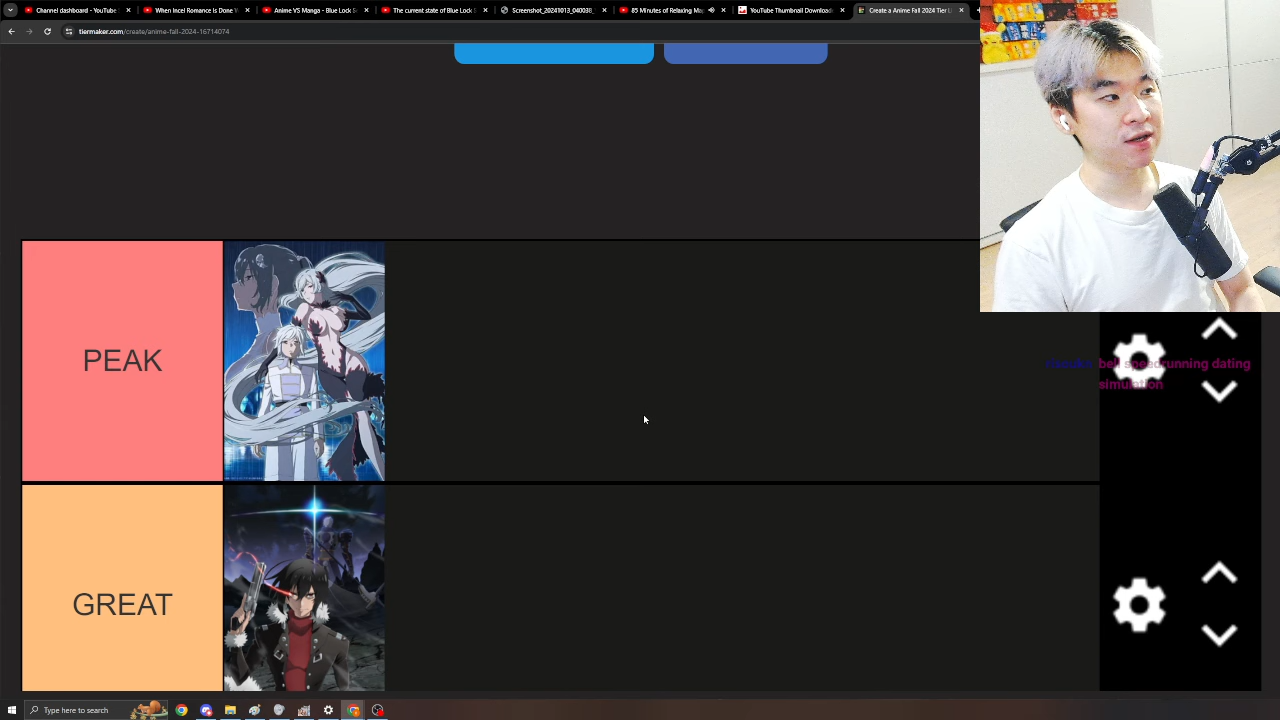 Channel dashboard - YouTube
When Incel Romance Is Done
Anime VS Manga - Blue Lock
The current state of Blue Lock
Screenshot_20241013_040030_
85 Minutes of Relaxing
YouTube Thumbnail Download
Create a Anime Fall 2024 Tier L
tiermaker.com/create/anime-fall-2024-16714074
PEAK
bell speedrunning dating
simulation
GREAT
Type here to search